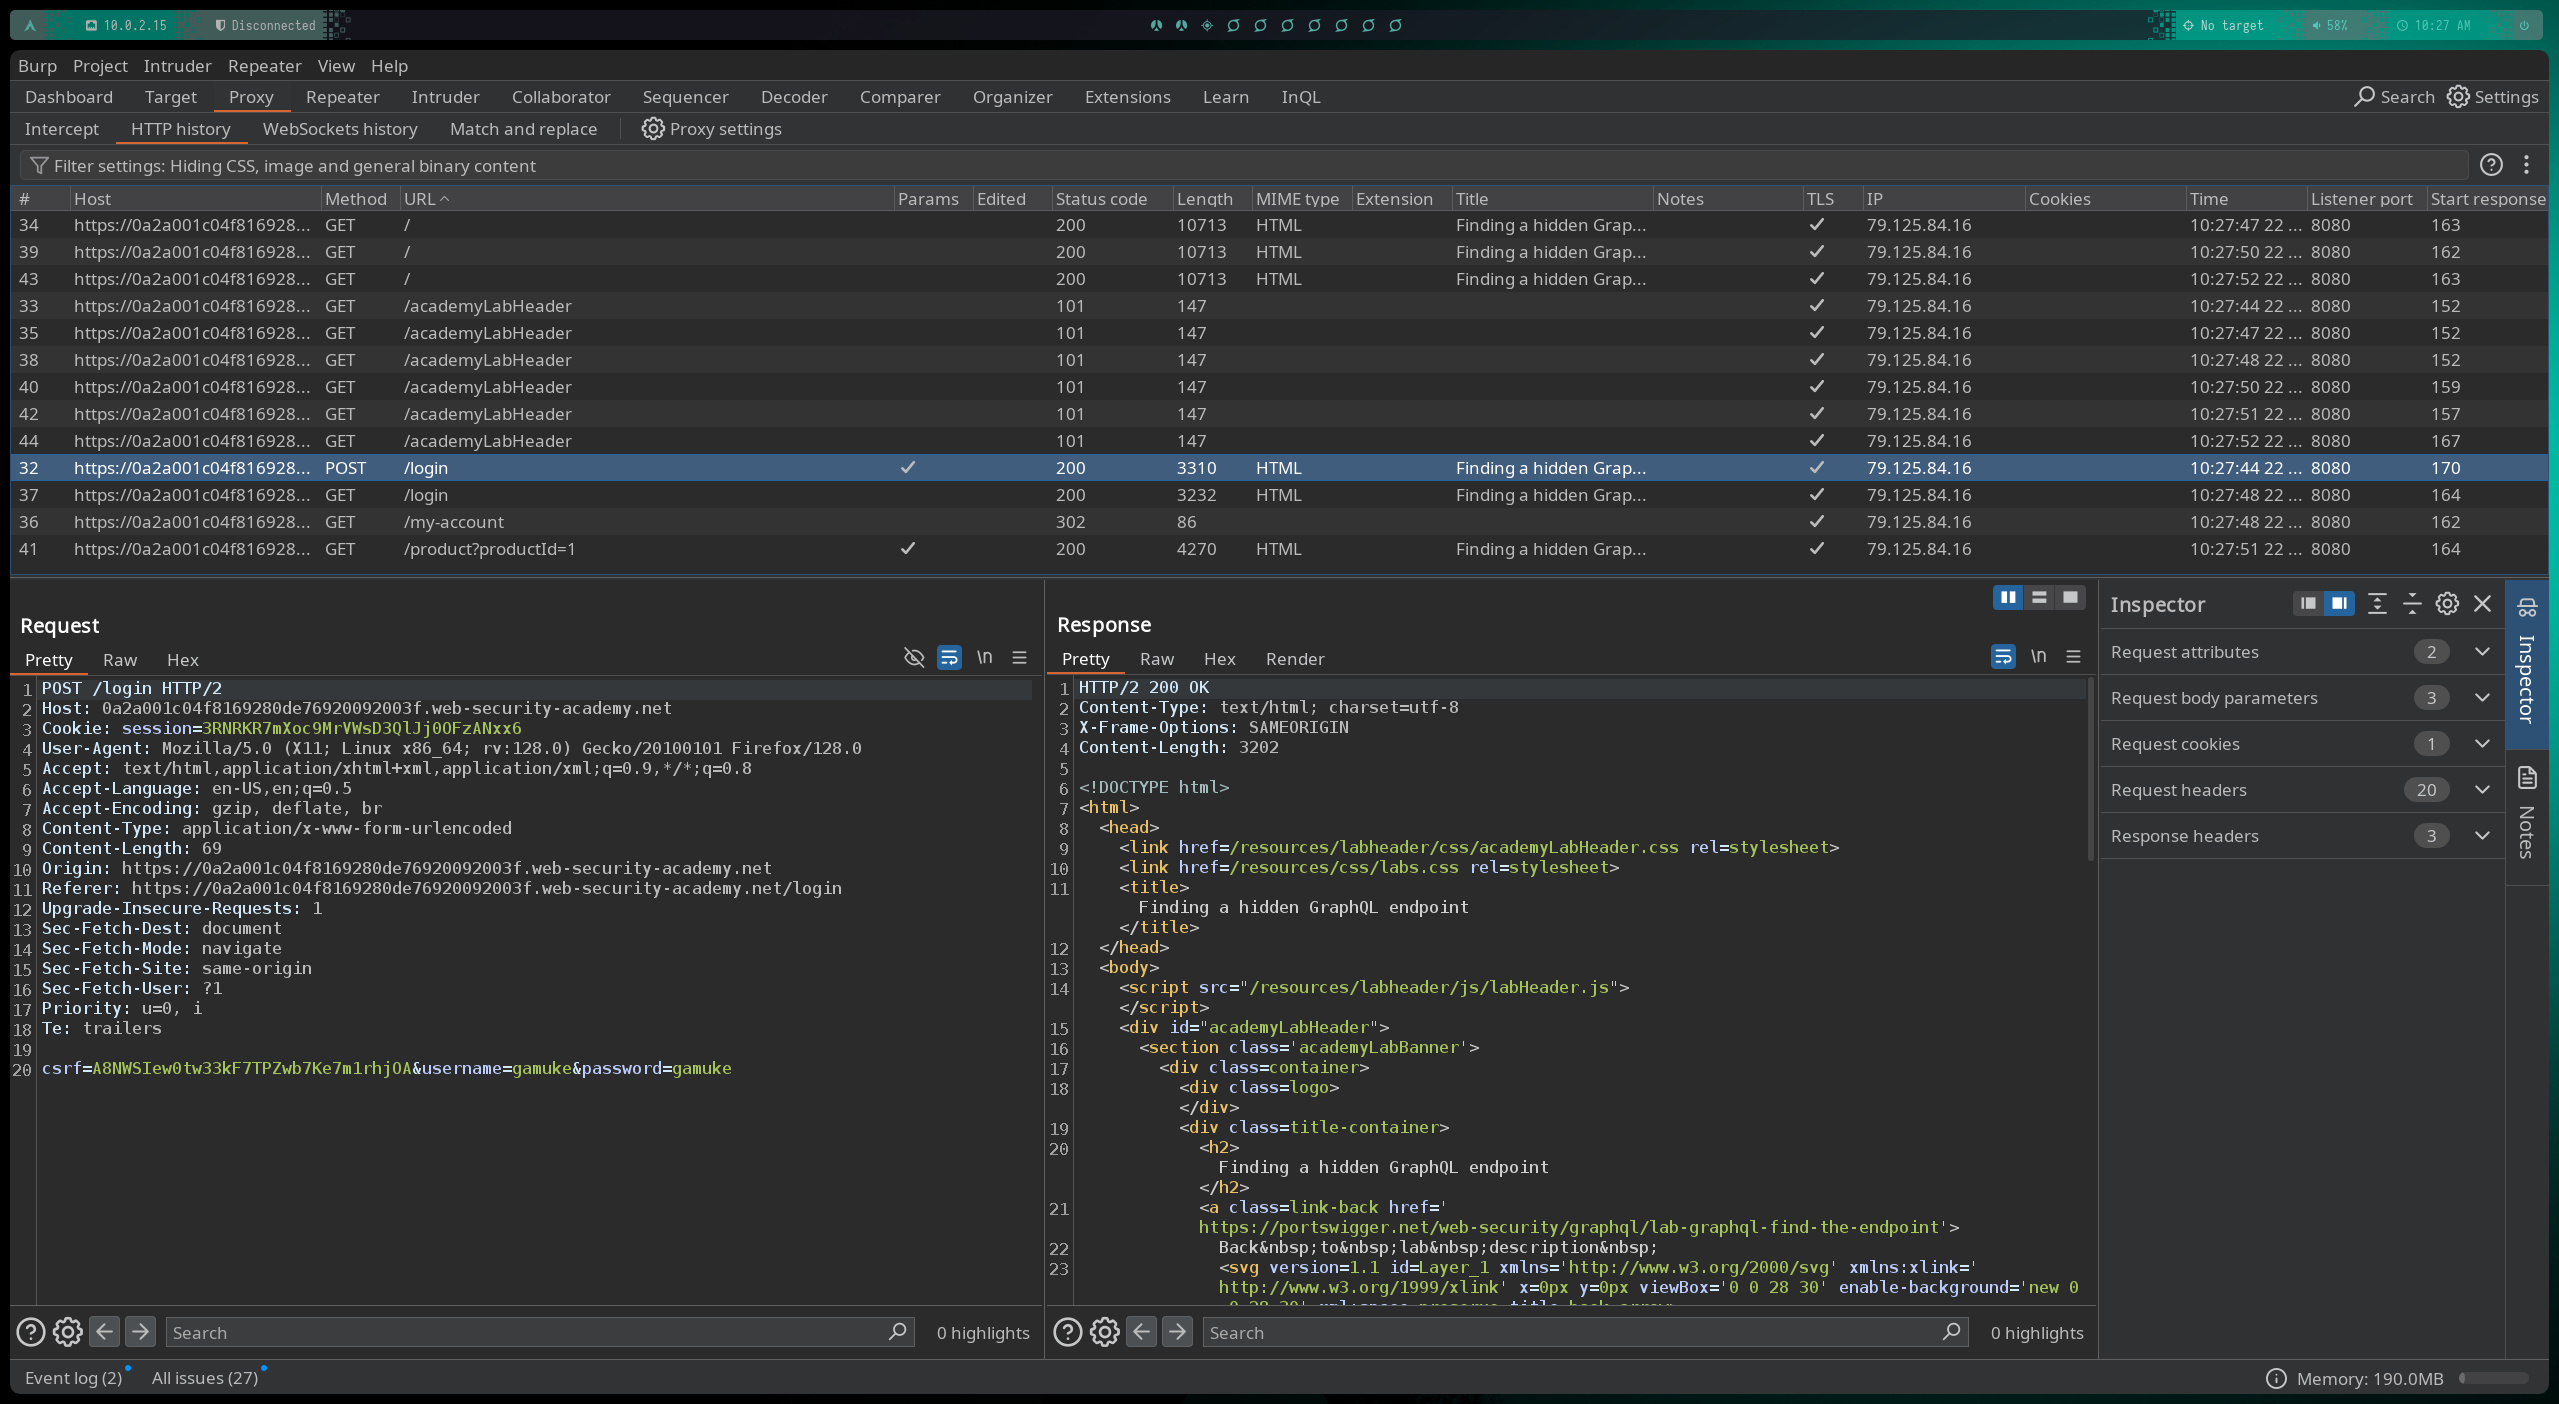 10.0.2.15 Disconnected No target 58% 10:27 AM
Burp Project Intruder Repeater View Help
Dashboard Target Proxy Repeater Intruder Collaborator Sequencer Decoder Comparer Organizer Extensions Learn InQL Search Settings
Intercept HTTP history WebSockets history Match and replace Proxy settings
Filter settings: Hiding CSS, image and general binary content
# Host Method URL Params Edited Status code Length MIME type Extension Title Notes TLS IP Cookies Time Listener port Start response
34 https://0a2a001c04f816928... GET / 200 10713 HTML Finding a hidden Grap... 79.125.84.16 10:27:47 22 ... 8080 163
39 https://0a2a001c04f816928... GET / 200 10713 HTML Finding a hidden Grap... 79.125.84.16 10:27:50 22 ... 8080 162
43 https://0a2a001c04f816928... GET / 200 10713 HTML Finding a hidden Grap... 79.125.84.16 10:27:52 22 ... 8080 163
33 https://0a2a001c04f816928... GET /academyLabHeader 101 147 79.125.84.16 10:27:44 22 ... 8080 152
35 https://0a2a001c04f816928... GET /academyLabHeader 101 147 79.125.84.16 10:27:47 22 ... 8080 152
38 https://0a2a001c04f816928... GET /academyLabHeader 101 147 79.125.84.16 10:27:48 22 ... 8080 152
40 https://0a2a001c04f816928... GET /academyLabHeader 101 147 79.125.84.16 10:27:50 22 ... 8080 159
42 https://0a2a001c04f816928... GET /academyLabHeader 101 147 79.125.84.16 10:27:51 22 ... 8080 157
44 https://0a2a001c04f816928... GET /academyLabHeader 101 147 79.125.84.16 10:27:52 22 ... 8080 167
32 https://0a2a001c04f816928... POST /login 200 3310 HTML Finding a hidden Grap... 79.125.84.16 10:27:44 22 ... 8080 170
37 https://0a2a001c04f816928... GET /login 200 3232 HTML Finding a hidden Grap... 79.125.84.16 10:27:48 22 ... 8080 164
36 https://0a2a001c04f816928... GET /my-account 302 86 79.125.84.16 10:27:48 22 ... 8080 162
41 https://0a2a001c04f816928... GET /product?productId=1 200 4270 HTML Finding a hidden Grap... 79.125.84.16 10:27:51 22 ... 8080 164
Request
Pretty Raw Hex \n
1 POST /login HTTP/2
2 Host: 0a2a001c04f8169280de76920092003f.web-security-academy.net
3 Cookie: session=3RNRKR7mXoc9MrVWsD3QlJj0OFzANxx6
4 User-Agent: Mozilla/5.0 (X11; Linux x86_64; rv:128.0) Gecko/20100101 Firefox/128.0
5 Accept: text/html,application/xhtml+xml,application/xml;q=0.9,*/*;q=0.8
6 Accept-Language: en-US,en;q=0.5
7 Accept-Encoding: gzip, deflate, br
8 Content-Type: application/x-www-form-urlencoded
9 Content-Length: 69
10 Origin: https://0a2a001c04f8169280de76920092003f.web-security-academy.net
11 Referer: https://0a2a001c04f8169280de76920092003f.web-security-academy.net/login
12 Upgrade-Insecure-Requests: 1
13 Sec-Fetch-Dest: document
14 Sec-Fetch-Mode: navigate
15 Sec-Fetch-Site: same-origin
16 Sec-Fetch-User: ?1
17 Priority: u=0, i
18 Te: trailers
19
20 csrf=A8NWSIew0tw33kF7TPZwb7Ke7m1rhjOA&username=gamuke&password=gamuke
Search 0 highlights
Response
Pretty Raw Hex Render \n
1 HTTP/2 200 OK
2 Content-Type: text/html; charset=utf-8
3 X-Frame-Options: SAMEORIGIN
4 Content-Length: 3202
5
6 <!DOCTYPE html>
7 <html>
8 <head>
9 <link href=/resources/labheader/css/academyLabHeader.css rel=stylesheet>
10 <link href=/resources/css/labs.css rel=stylesheet>
11 <title>
Finding a hidden GraphQL endpoint
</title>
12 </head>
13 <body>
14 <script src="/resources/labheader/js/labHeader.js">
</script>
15 <div id="academyLabHeader">
16 <section class='academyLabBanner'>
17 <div class=container>
18 <div class=logo>
</div>
19 <div class=title-container>
20 <h2>
Finding a hidden GraphQL endpoint
</h2>
21 <a class=link-back href='
https://portswigger.net/web-security/graphql/lab-graphql-find-the-endpoint'>
22 Back&nbsp;to&nbsp;lab&nbsp;description&nbsp;
23 <svg version=1.1 id=Layer_1 xmlns='http://www.w3.org/2000/svg' xmlns:xlink='
http://www.w3.org/1999/xlink' x=0px y=0px viewBox='0 0 28 30' enable-background='new 0
Search 0 highlights
Inspector
Request attributes 2
Request body parameters 3
Request cookies 1
Request headers 20
Response headers 3
Inspector
Notes
Event log (2) All issues (27) Memory: 190.0MB